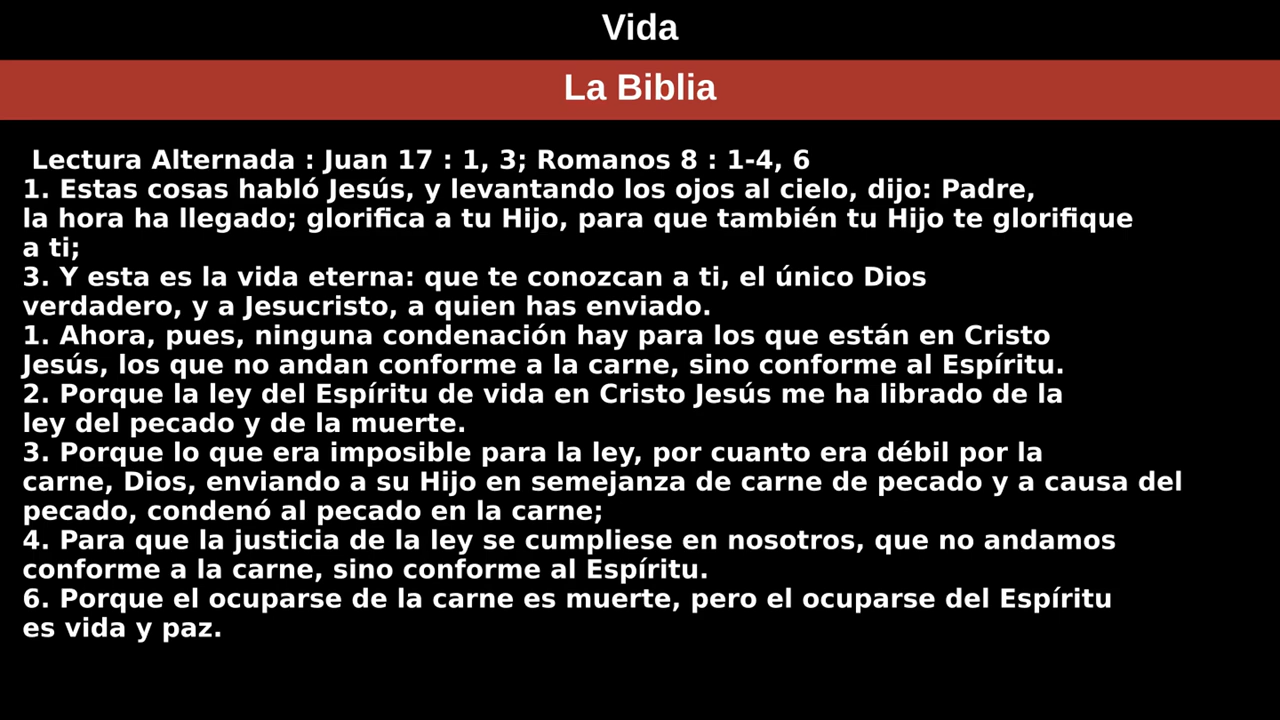 Vida
La Biblia
Lectura Alternada : Juan 17 : 1, 3; Romanos 8 : 1-4, 6
1. Estas cosas habló Jesús, y levantando los ojos al cielo, dijo: Padre,
la hora ha llegado; glorifica a tu Hijo, para que también tu Hijo te glorifique
a ti;
3. Y esta es la vida eterna: que te conozcan a ti, el único Dios
verdadero, y a Jesucristo, a quien has enviado.
1. Ahora, pues, ninguna condenación hay para los que están en Cristo
Jesús, los que no andan conforme a la carne, sino conforme al Espíritu.
2. Porque la ley del Espíritu de vida en Cristo Jesús me ha librado de la
ley del pecado y de la muerte.
3. Porque lo que era imposible para la ley, por cuanto era débil por la
carne, Dios, enviando a su Hijo en semejanza de carne de pecado y a causa del
pecado, condenó al pecado en la carne;
4. Para que la justicia de la ley se cumpliese en nosotros, que no andamos
conforme a la carne, sino conforme al Espíritu.
6. Porque el ocuparse de la carne es muerte, pero el ocuparse del Espíritu
es vida y paz.